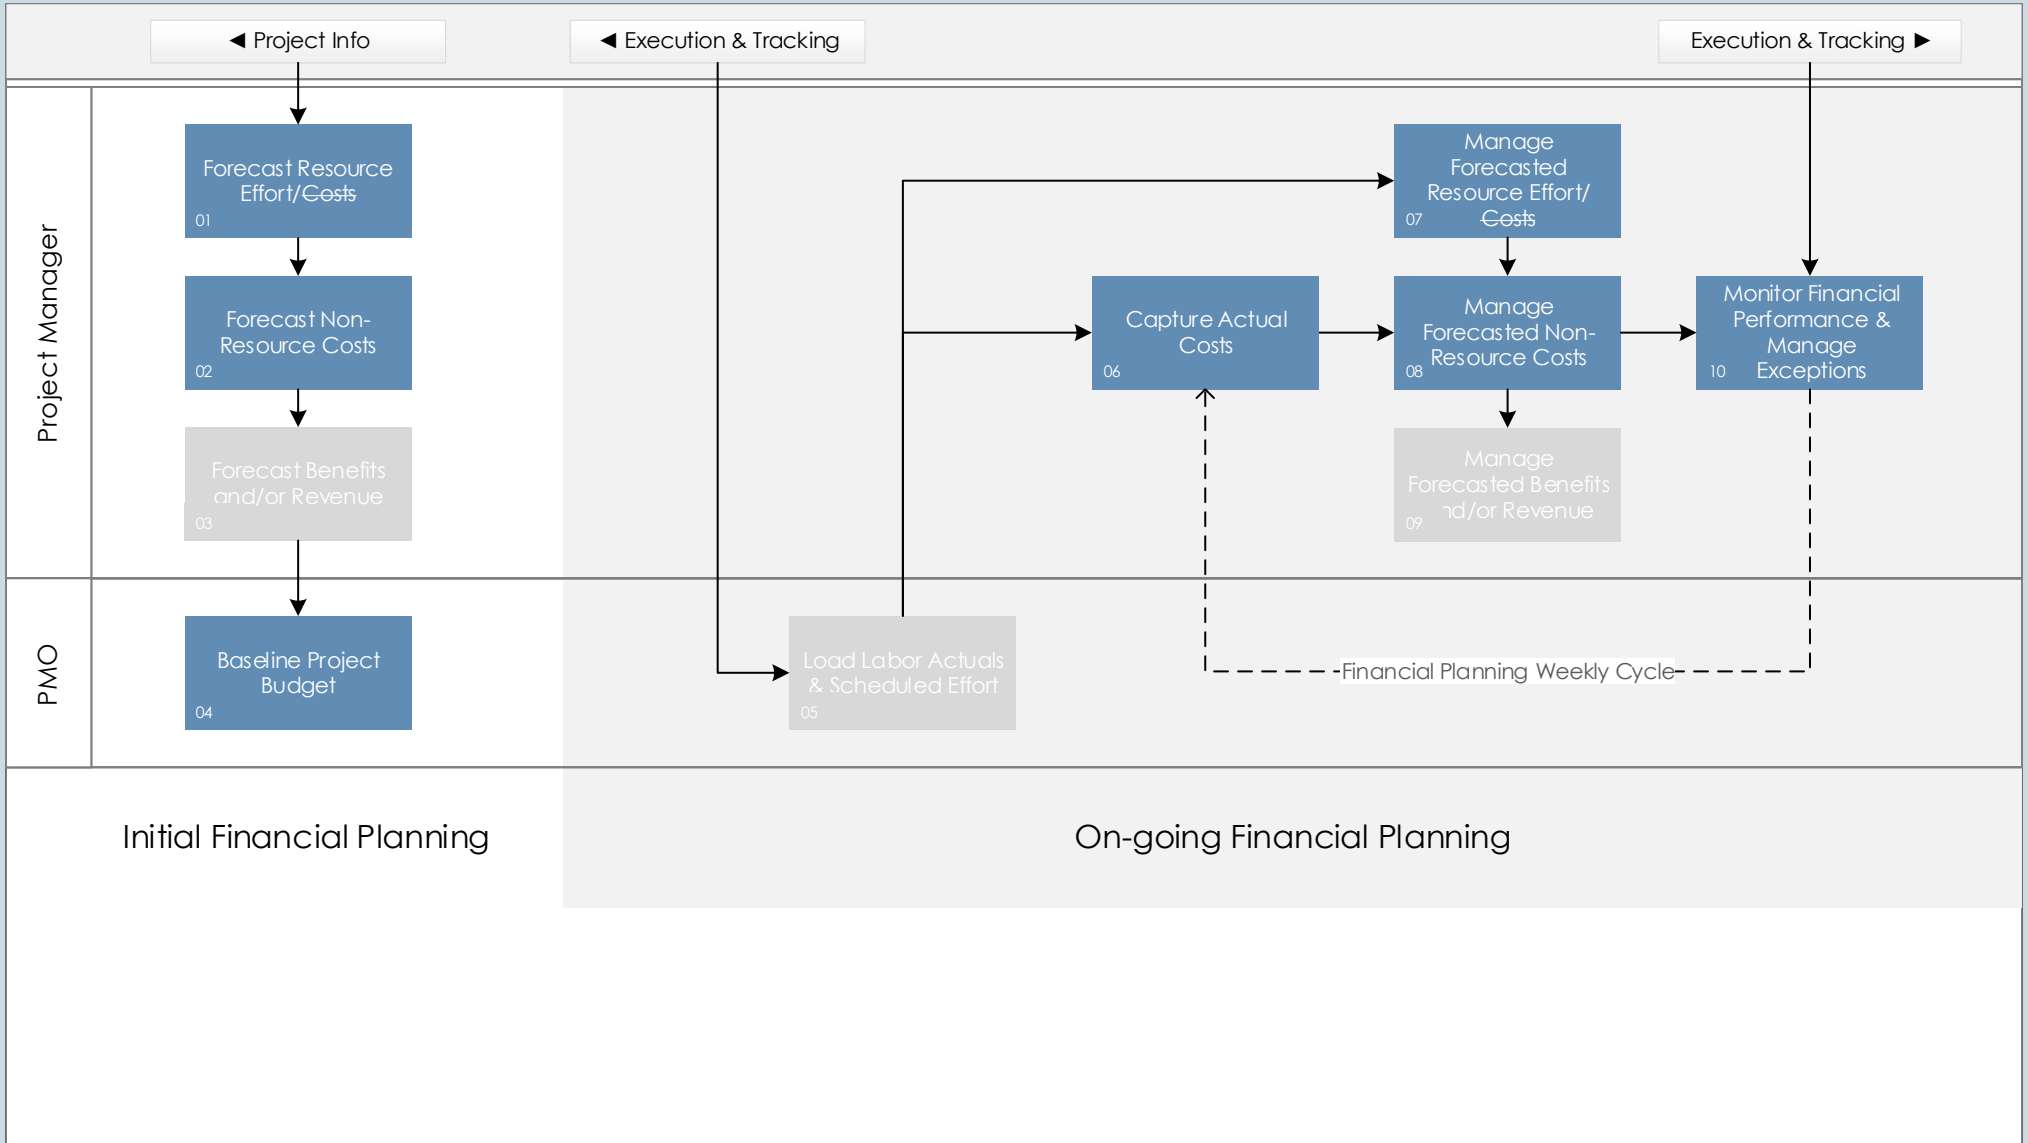 ◄ Project Info
◄ Execution & Tracking
Execution & Tracking ►
Project Manager
Forecast Resource
Effort/Costs
01
Forecast Non-
Resource Costs
02
Forecast Benefits
and/or Revenue
03
Manage
Forecasted
Resource Effort/
Costs
07
Capture Actual
Costs
06
Manage
Forecasted Non-
Resource Costs
08
Monitor Financial
Performance &
Manage
Exceptions
10
Manage
Forecasted Benefits
nd/or Revenue
09
PMO
Baseline Project
Budget
04
Load Labor Actuals
& Scheduled Effort
05
Financial Planning Weekly Cycle
Initial Financial Planning
On-going Financial Planning